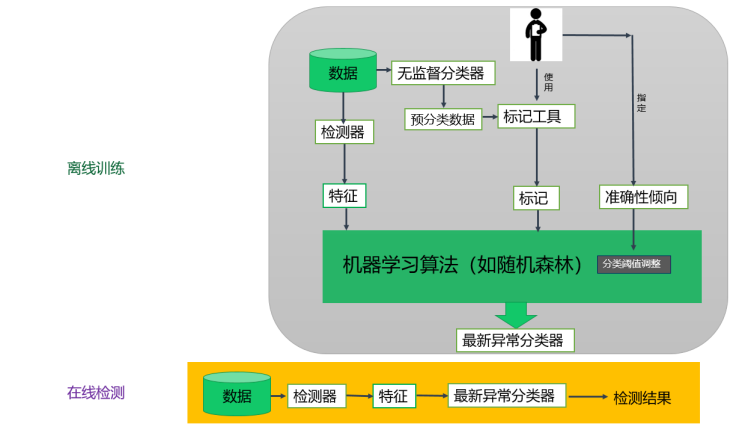 数据
无监督分类器
使用
指定
预分类数据
标记工具
检测器
离线训练
特征
标记
准确性倾向
机器学习算法（如随机森林）
分类阈值调整
最新异常分类器
在线检测
数据
检测器
特征
最新异常分类器
检测结果